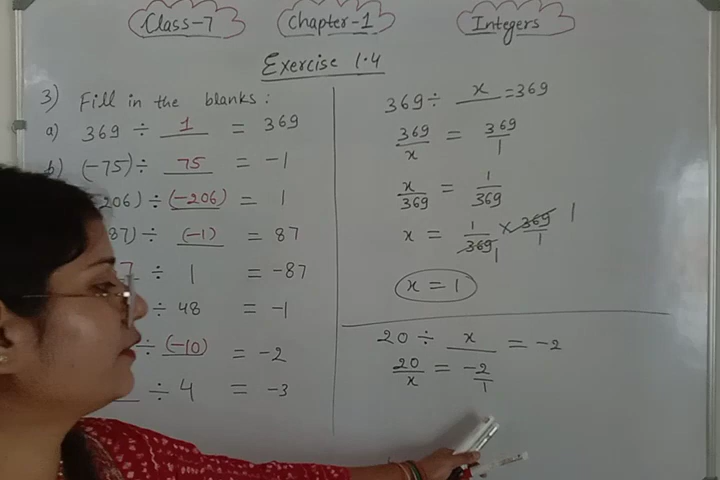 Class-7 Chapter-1 Integers
Exercise 1.4
3) Fill in the blanks :
a) 369 ÷ 1 = 369
b) (-75) ÷ 75 = -1
206) ÷ (-206) = 1
87) ÷ (-1) = 87
÷ 1 = -87
÷ 48 = -1
÷ (-10) = -2
÷ 4 = -3
369 ÷ x = 369
369/x = 369/1
x/369 = 1/369
x = 1/369 × 369/1 1
1
x = 1
20 ÷ x = -2
20/x = -2/1